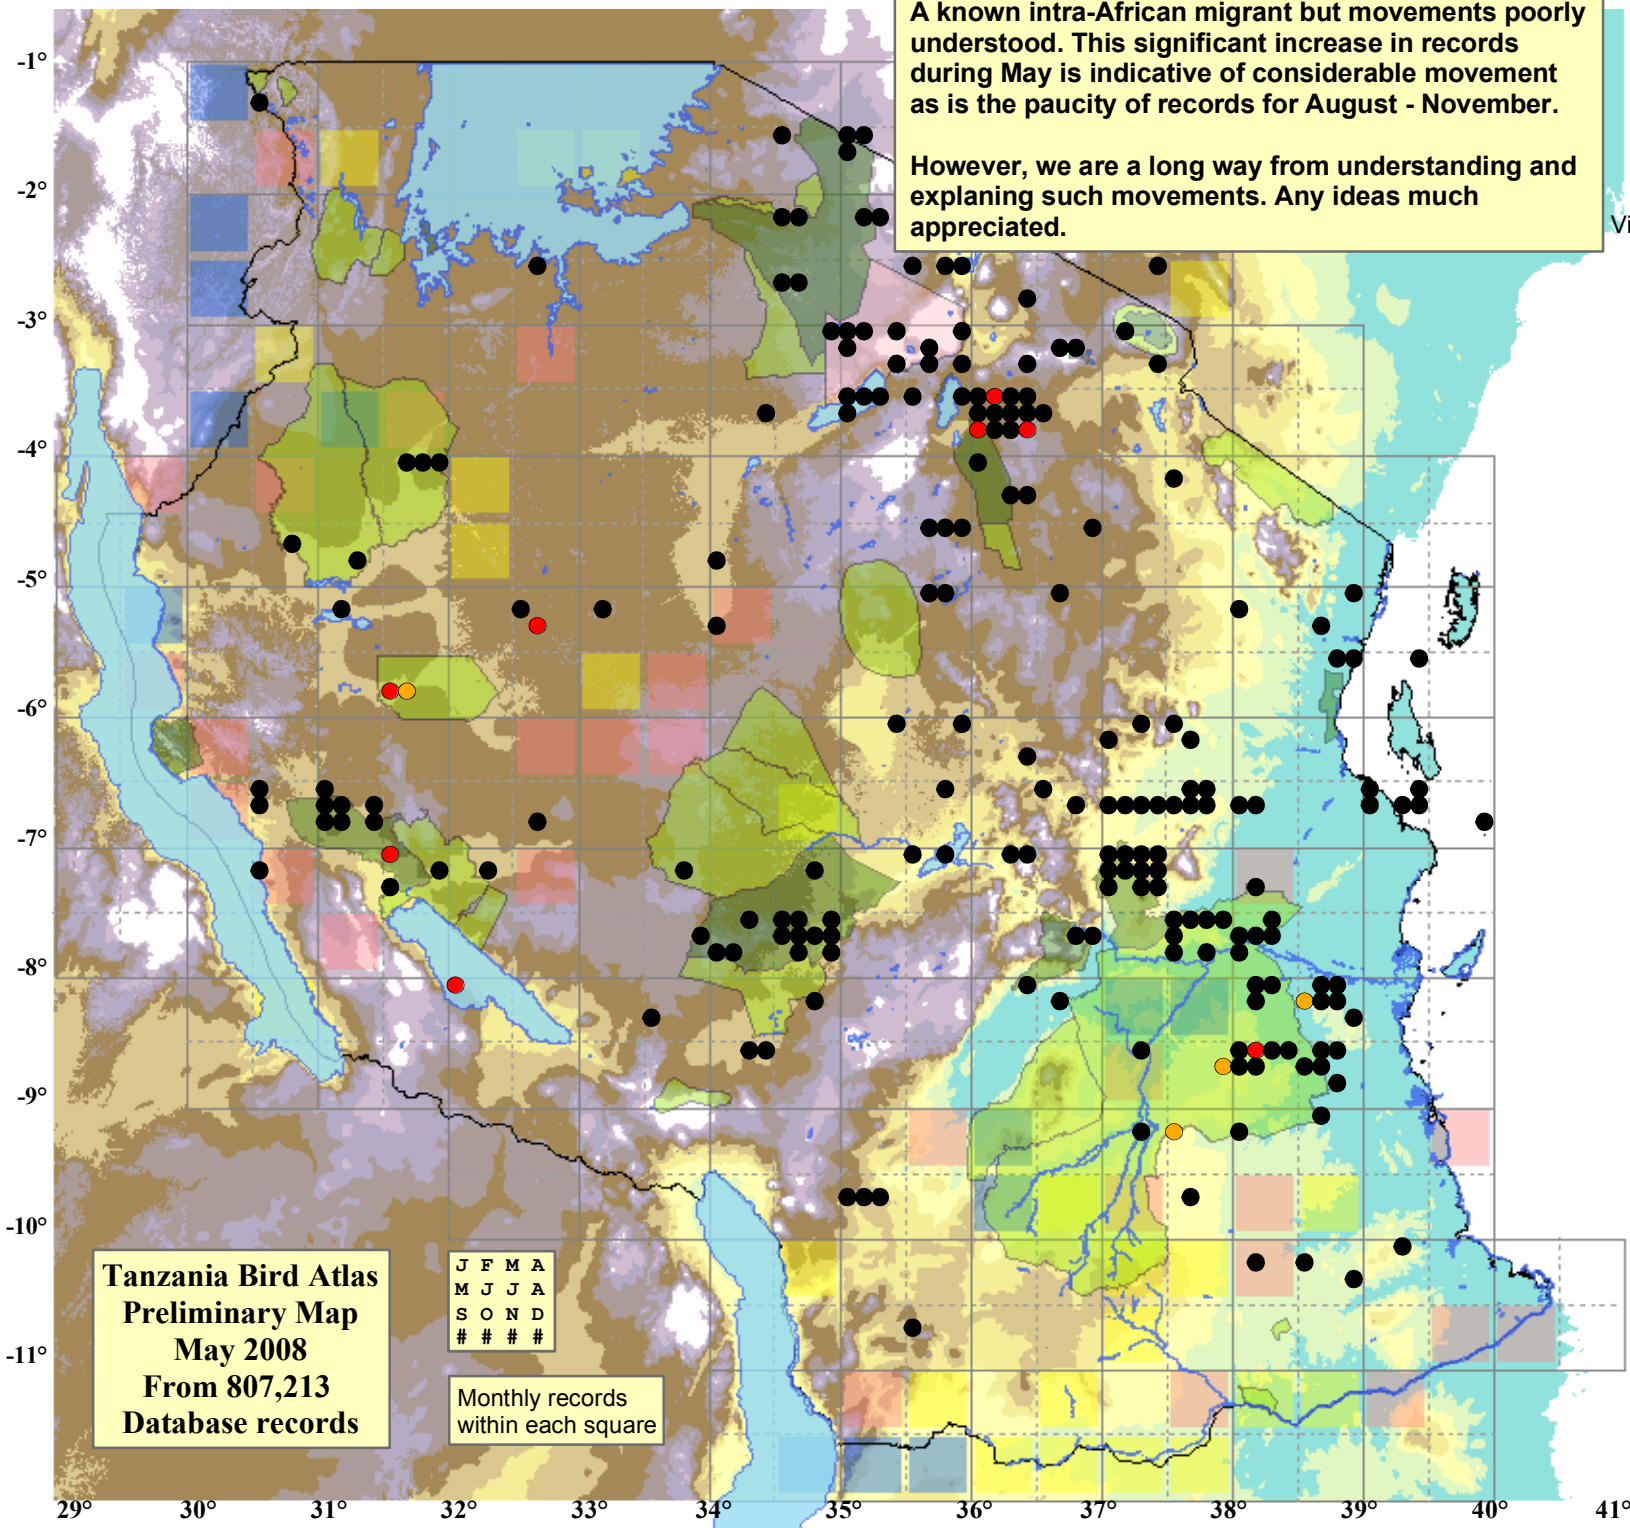 A known intra-African migrant but movements poorly
understood. This significant increase in records
during May is indicative of considerable movement
as is the paucity of records for August - November.
However, we are a long way from understanding and
explaning such movements. Any ideas much
appreciated.
Vi
-1°
-2°
-3°
-4°
-5°
-6°
-7°
-8°
-9°
-10°
-11°
Tanzania Bird Atlas
Preliminary Map
May 2008
From 807,213
Database records
J F M A
M J J A
S O N D
# # # #
Monthly records
within each square
29° 30° 31° 32° 33° 34° 35° 36° 37° 38° 39° 40° 41°